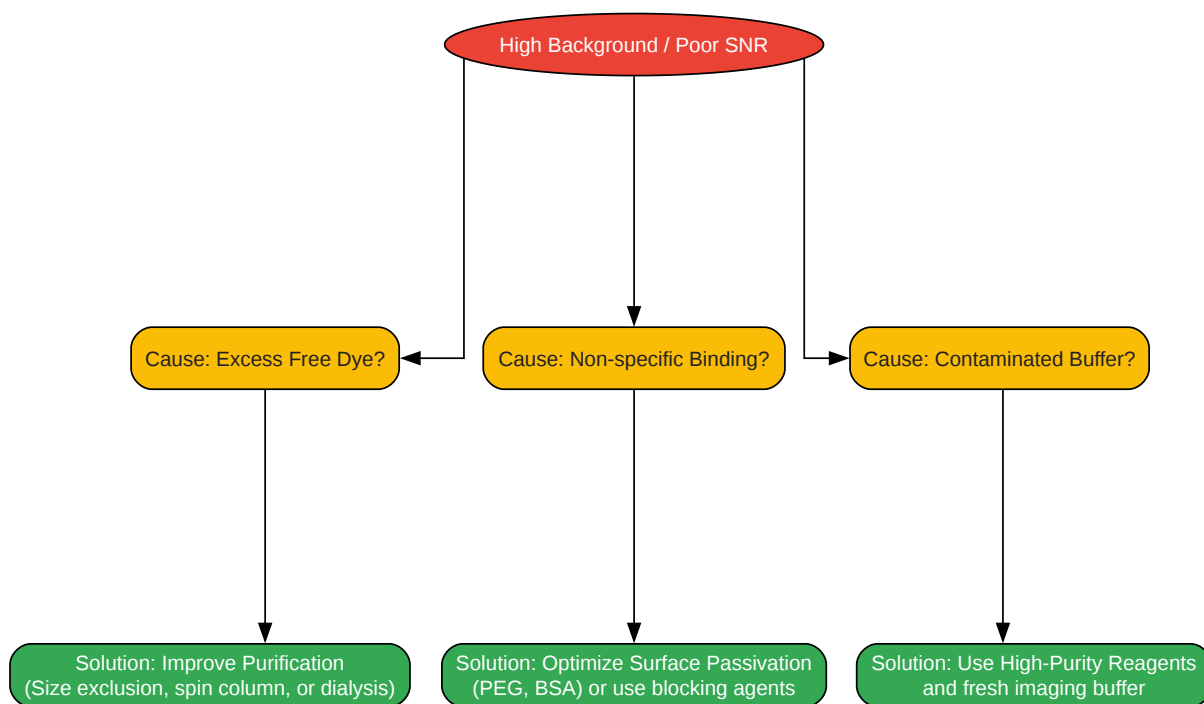 High Background / Poor SNR
Cause: Excess Free Dye?
Cause: Non-specific Binding?
Cause: Contaminated Buffer?
Solution: Improve Purification
(Size exclusion, spin column, or dialysis)
Solution: Optimize Surface Passivation
(PEG, BSA) or use blocking agents
Solution: Use High-Purity Reagents
and fresh imaging buffer